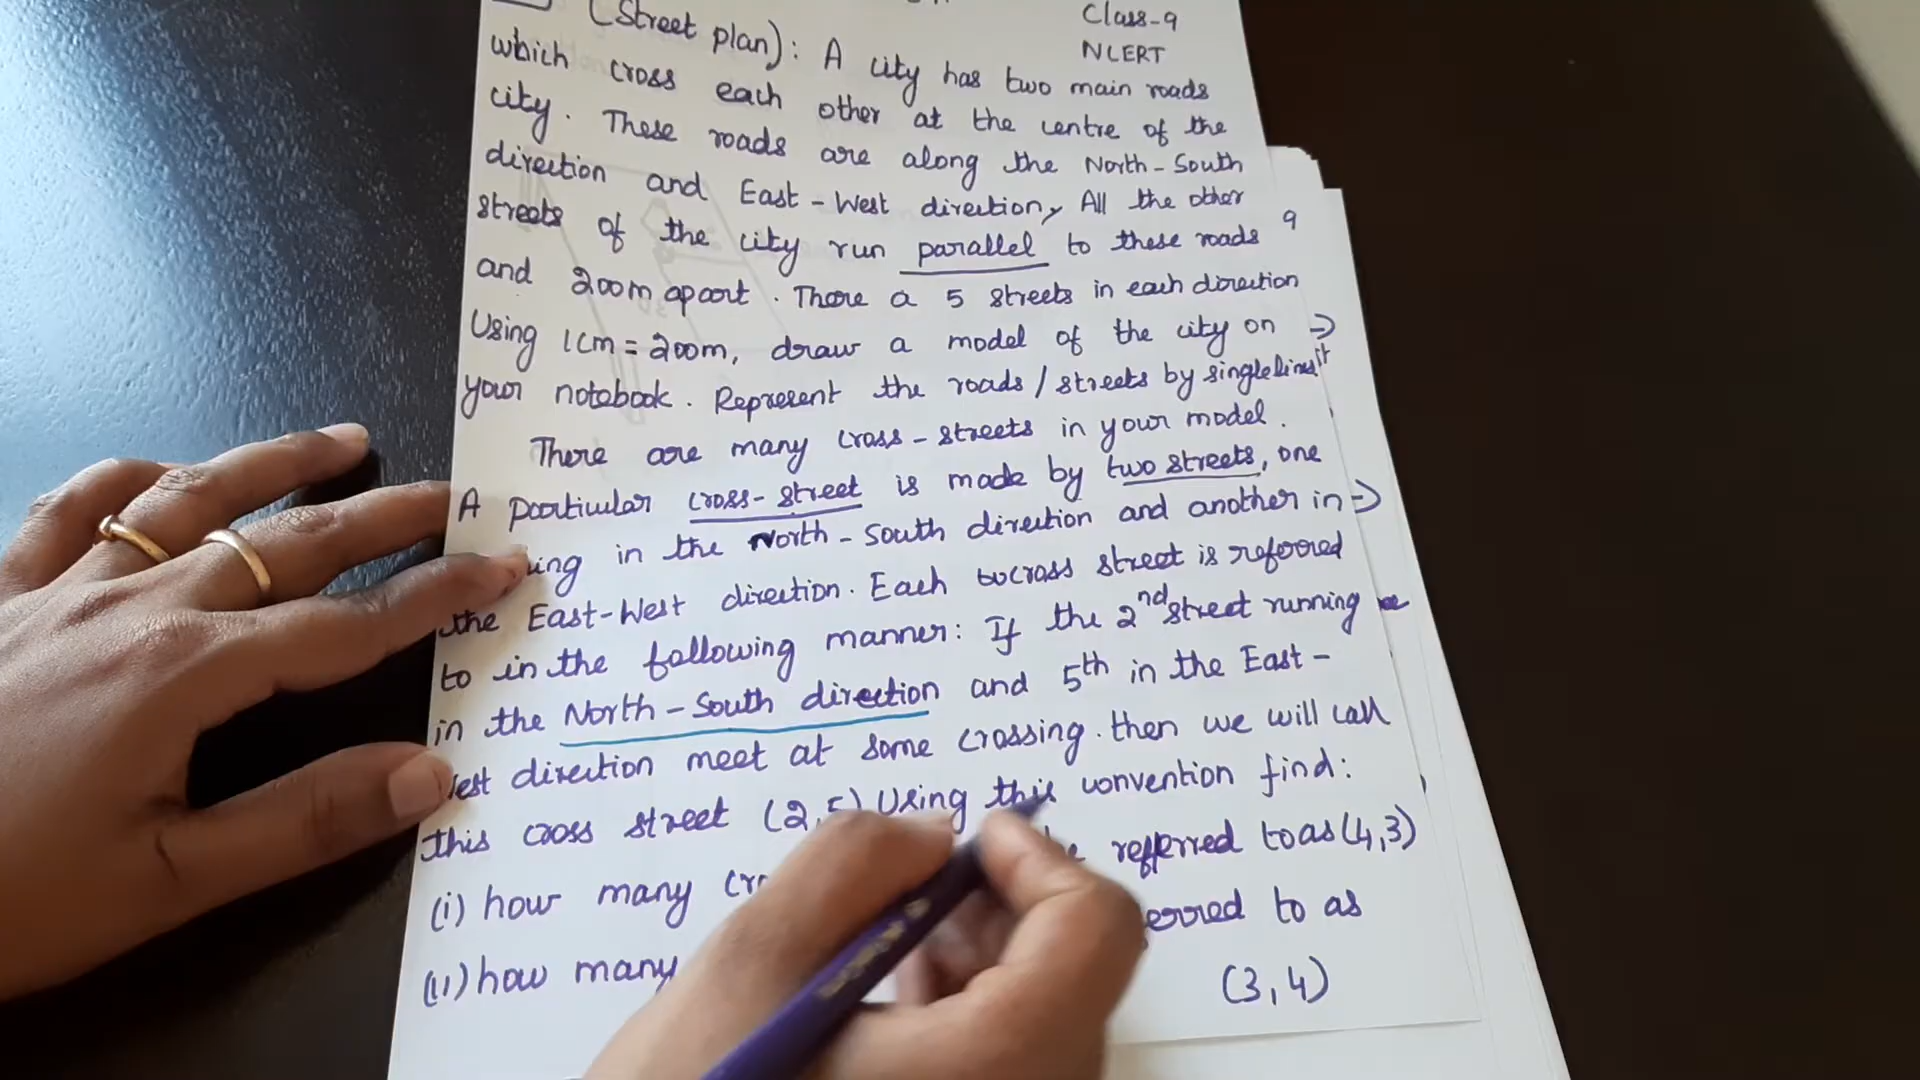 Class-9
NCERT
(Street plan): A city has two main roads
which cross each other at the centre of the
city. These roads are along the North-South
direction and East-West direction, All the other
streets of the city run parallel to these roads
9
and 200m apart. There a 5 streets in each direction
Using 1cm = 200m, draw a model of the city on
your notebook. Represent the roads/streets by single lines
There are many cross-streets in your model.
A particular cross-street is made by two streets, one
ing in the North-South direction and another in
the East-West direction. Each cross street is referred
to in the following manner: If the 2nd street running
in the North-South direction and 5th in the East-
West direction meet at some crossing. then we will call
this cross street (2,5) Using this convention find:
(i) how many referred to as (4,3)
(ii) how many erred to as
(3,4)